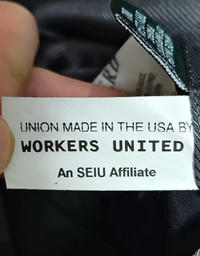 UNION MADE IN THE USA BY
WORKERS UNITED
An SEIU Affiliate